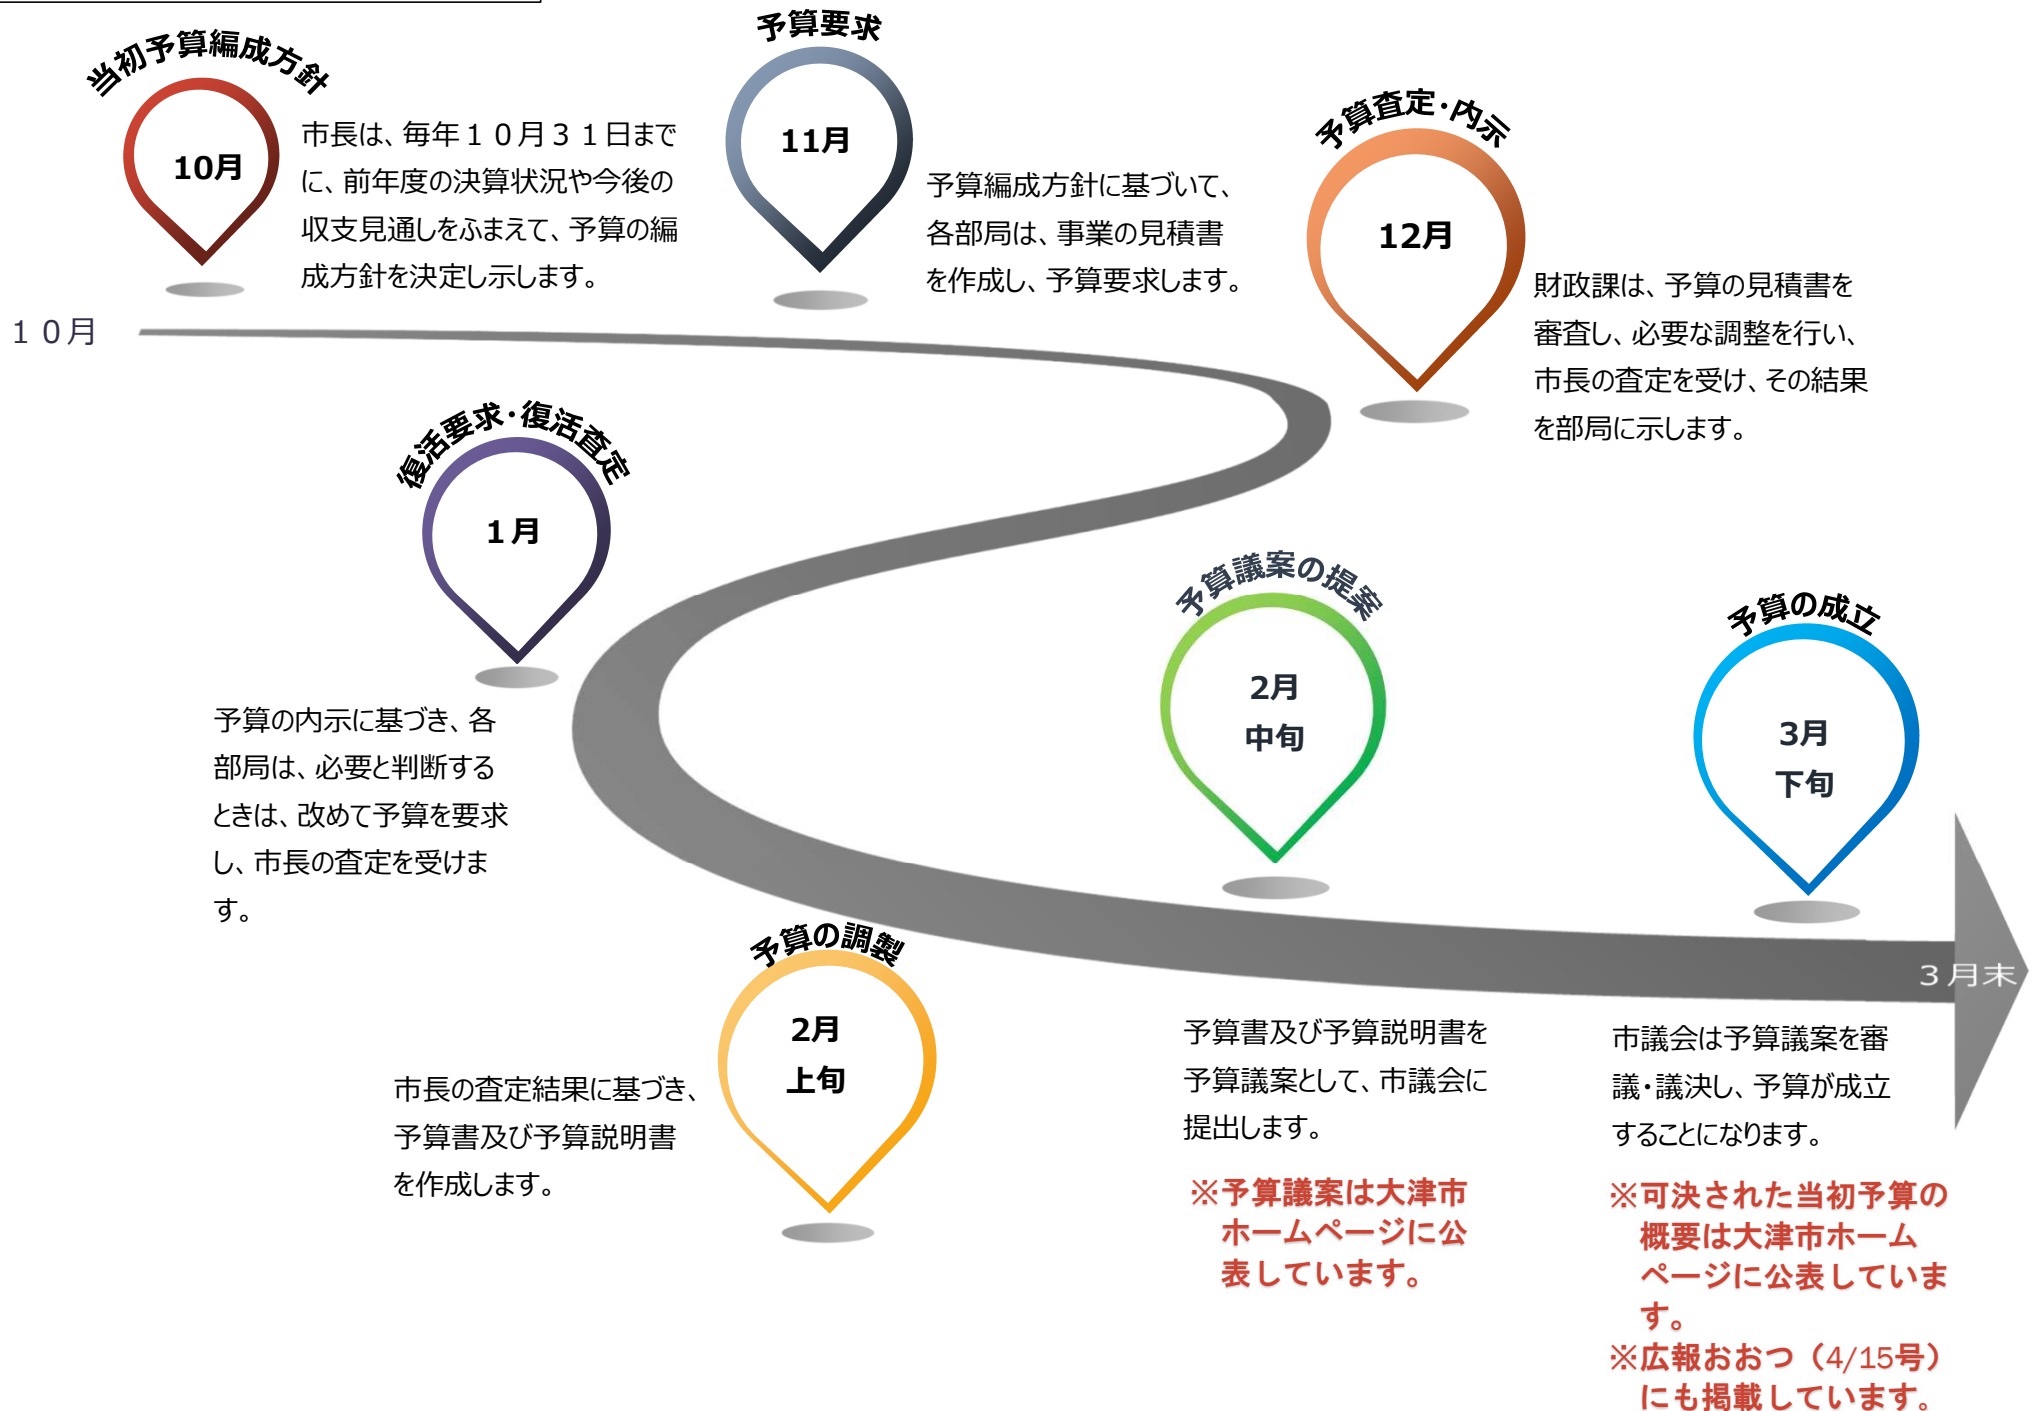 当初予算編成方針
10月
市長は、毎年１０月３１日まで
に、前年度の決算状況や今後の
収支見通しをふまえて、予算の編
成方針を決定し示します。
予算要求
11月
予算編成方針に基づいて、
各部局は、事業の見積書
を作成し、予算要求します。
予算査定・内示
12月
財政課は、予算の見積書を
審査し、必要な調整を行い、
市長の査定を受け、その結果
を部局に示します。
１０月
復活要求・復活査定
１月
予算の内示に基づき、各
部局は、必要と判断する
ときは、改めて予算を要求
し、市長の査定を受けま
す。
予算の調製
2月
上旬
市長の査定結果に基づき、
予算書及び予算説明書
を作成します。
予算議案の提案
2月
中旬
予算書及び予算説明書を
予算議案として、市議会に
提出します。
※予算議案は大津市
ホームページに公
表しています。
予算の成立
3月
下旬
３月末
市議会は予算議案を審
議・議決し、予算が成立
することになります。
※可決された当初予算の
概要は大津市ホーム
ページに公表していま
す。
※広報おおつ（4/15号）
にも掲載しています。